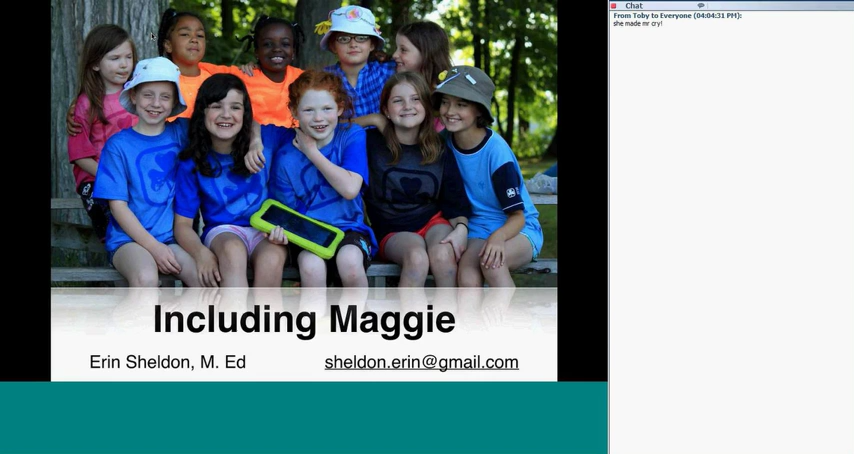 Including Maggie
Erin Sheldon, M. Ed
sheldon.erin@gmail.com
Chat
From Toby to Everyone (04:04:31 PM):
she made mr cry!